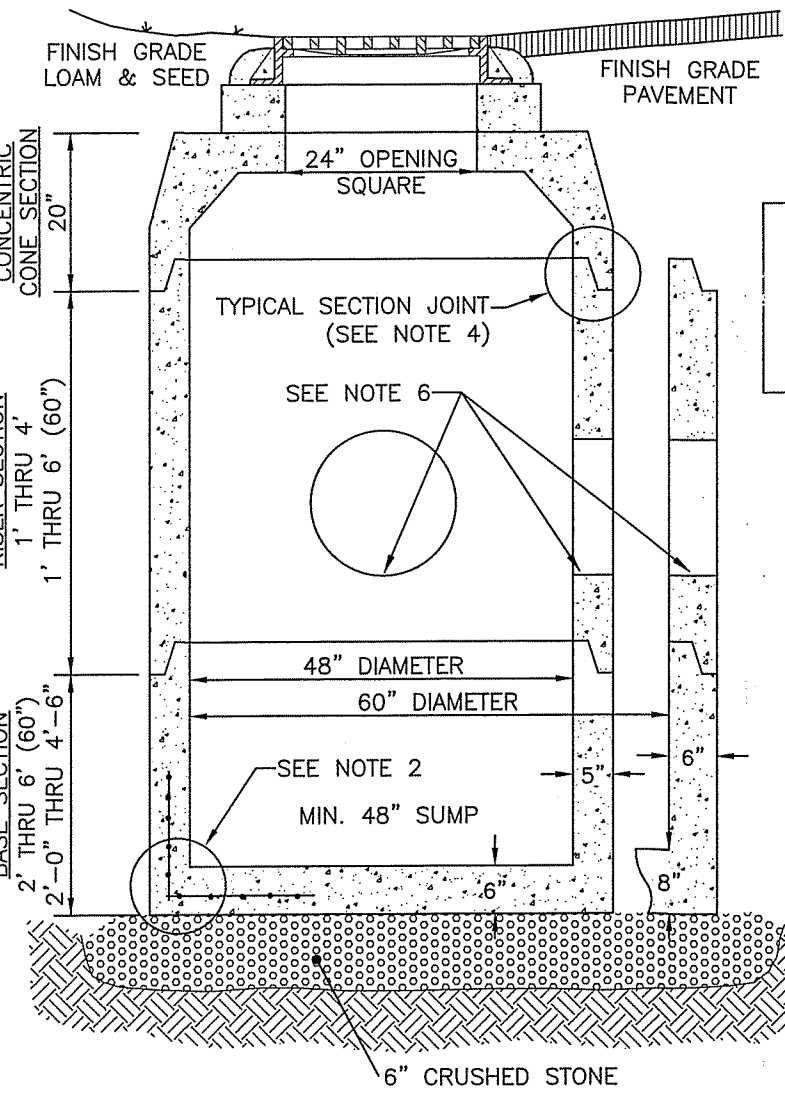 FINISH GRADE
LOAM & SEED
FINISH GRADE
PAVEMENT
CONCENTRIC
CONE SECTION
20"
24" OPENING
SQUARE
TYPICAL SECTION JOINT
(SEE NOTE 4)
SEE NOTE 6
RISER SECTION
1' THRU 4'
1' THRU 6' (60")
48" DIAMETER
60" DIAMETER
BASE SECTION
2' THRU 6' (60")
2'-0" THRU 4'-6"
SEE NOTE 2
MIN. 48" SUMP
5"
6"
6"
8"
6" CRUSHED STONE